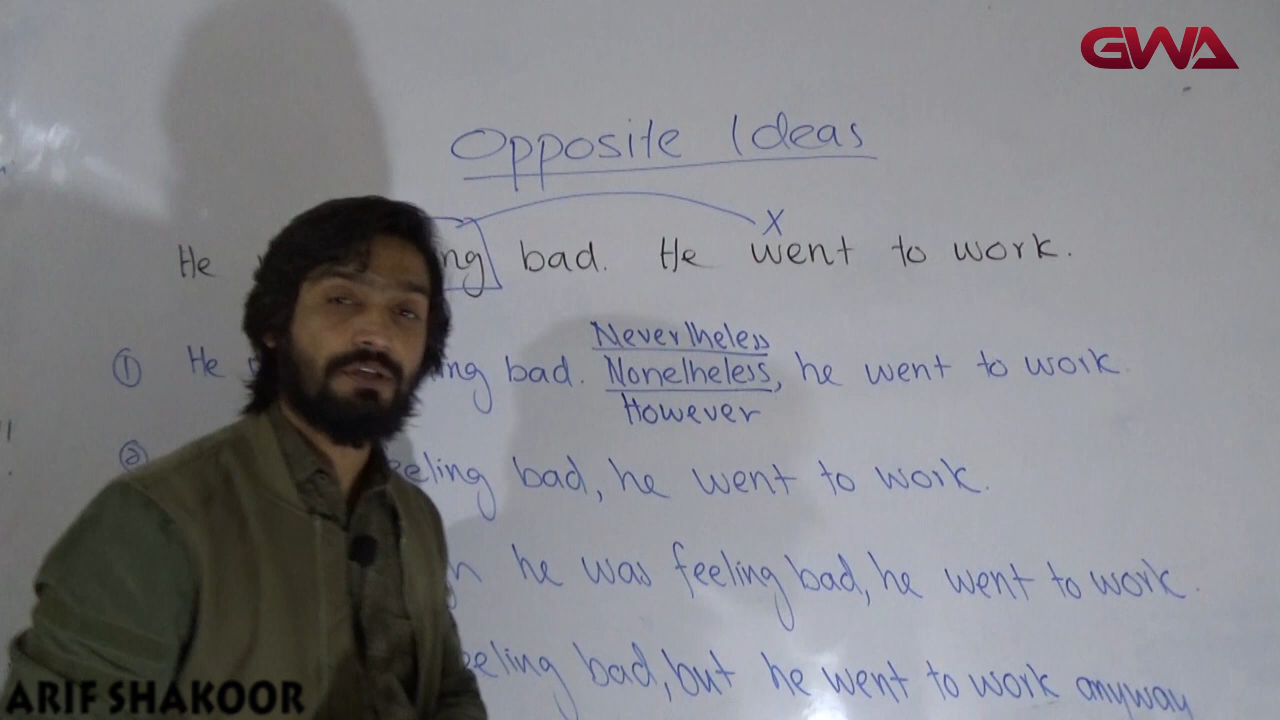 GWA
Opposite Ideas
X
He ng bad. He went to work.
Nevertheless
① He ing bad. Nonetheless, he went to work.
However
② eeling bad, he went to work.
h he was feeling bad, he went to work.
eeling bad, but he went to work anyway
ARIF SHAKOOR